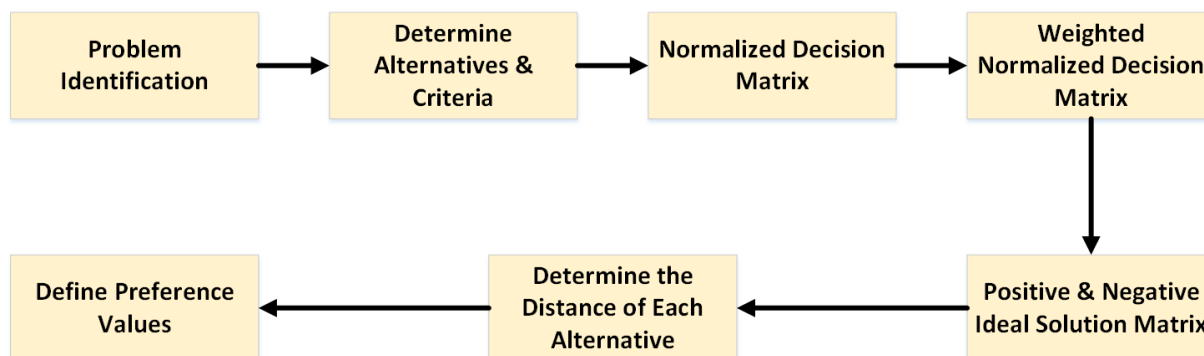 Problem
Identification
Determine
Alternatives &
Criteria
Normalized Decision
Matrix
Weighted
Normalized Decision
Matrix
Positive & Negative
Ideal Solution Matrix
Determine the
Distance of Each
Alternative
Define Preference
Values